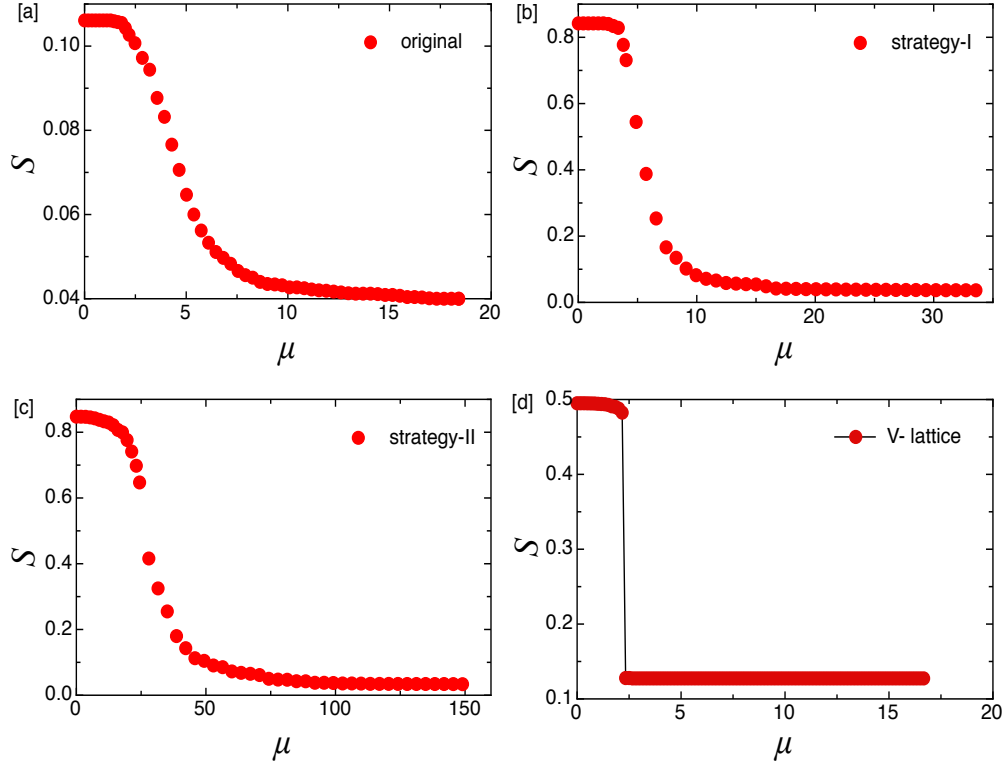 [a]
original
0.10
0.08
0.06
0.04
S
0
5
10
15
20
μ
[b]
strategy-I
0.8
0.6
0.4
0.2
0.0
S
0
10
20
30
μ
[c]
strategy-II
0.8
0.6
0.4
0.2
0.0
S
0
50
100
150
μ
[d]
V- lattice
0.5
0.4
0.3
0.2
0.1
S
0
5
10
15
20
μ